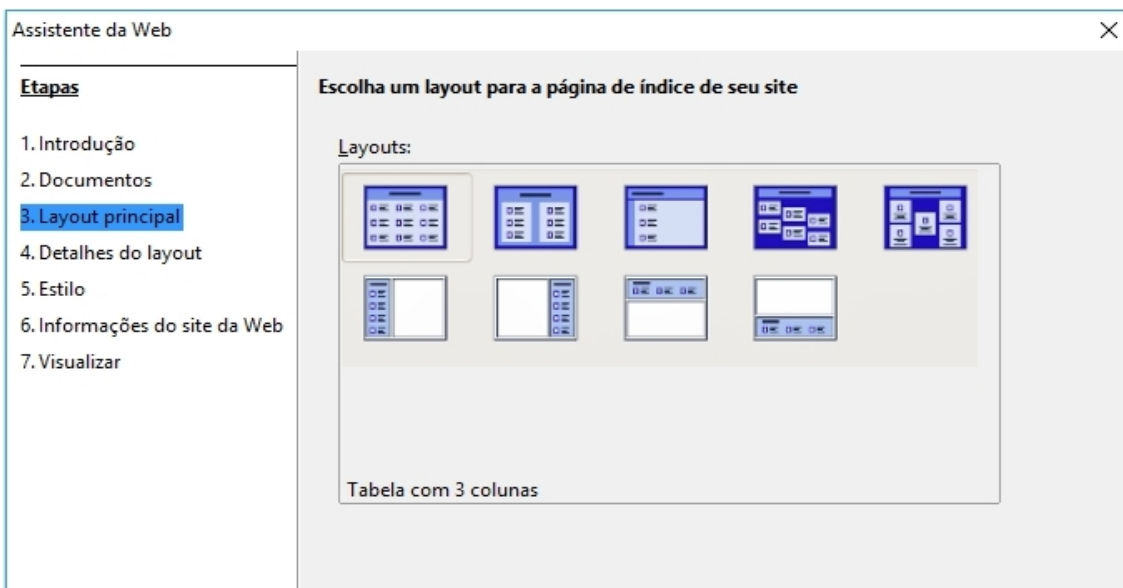 Assistente da Web
Etapas
1. Introdução
2. Documentos
3. Layout principal
4. Detalhes do layout
5. Estilo
6. Informações do site da Web
7. Visualizar
Escolha um layout para a página de índice de seu site
Layouts:
Tabela com 3 colunas